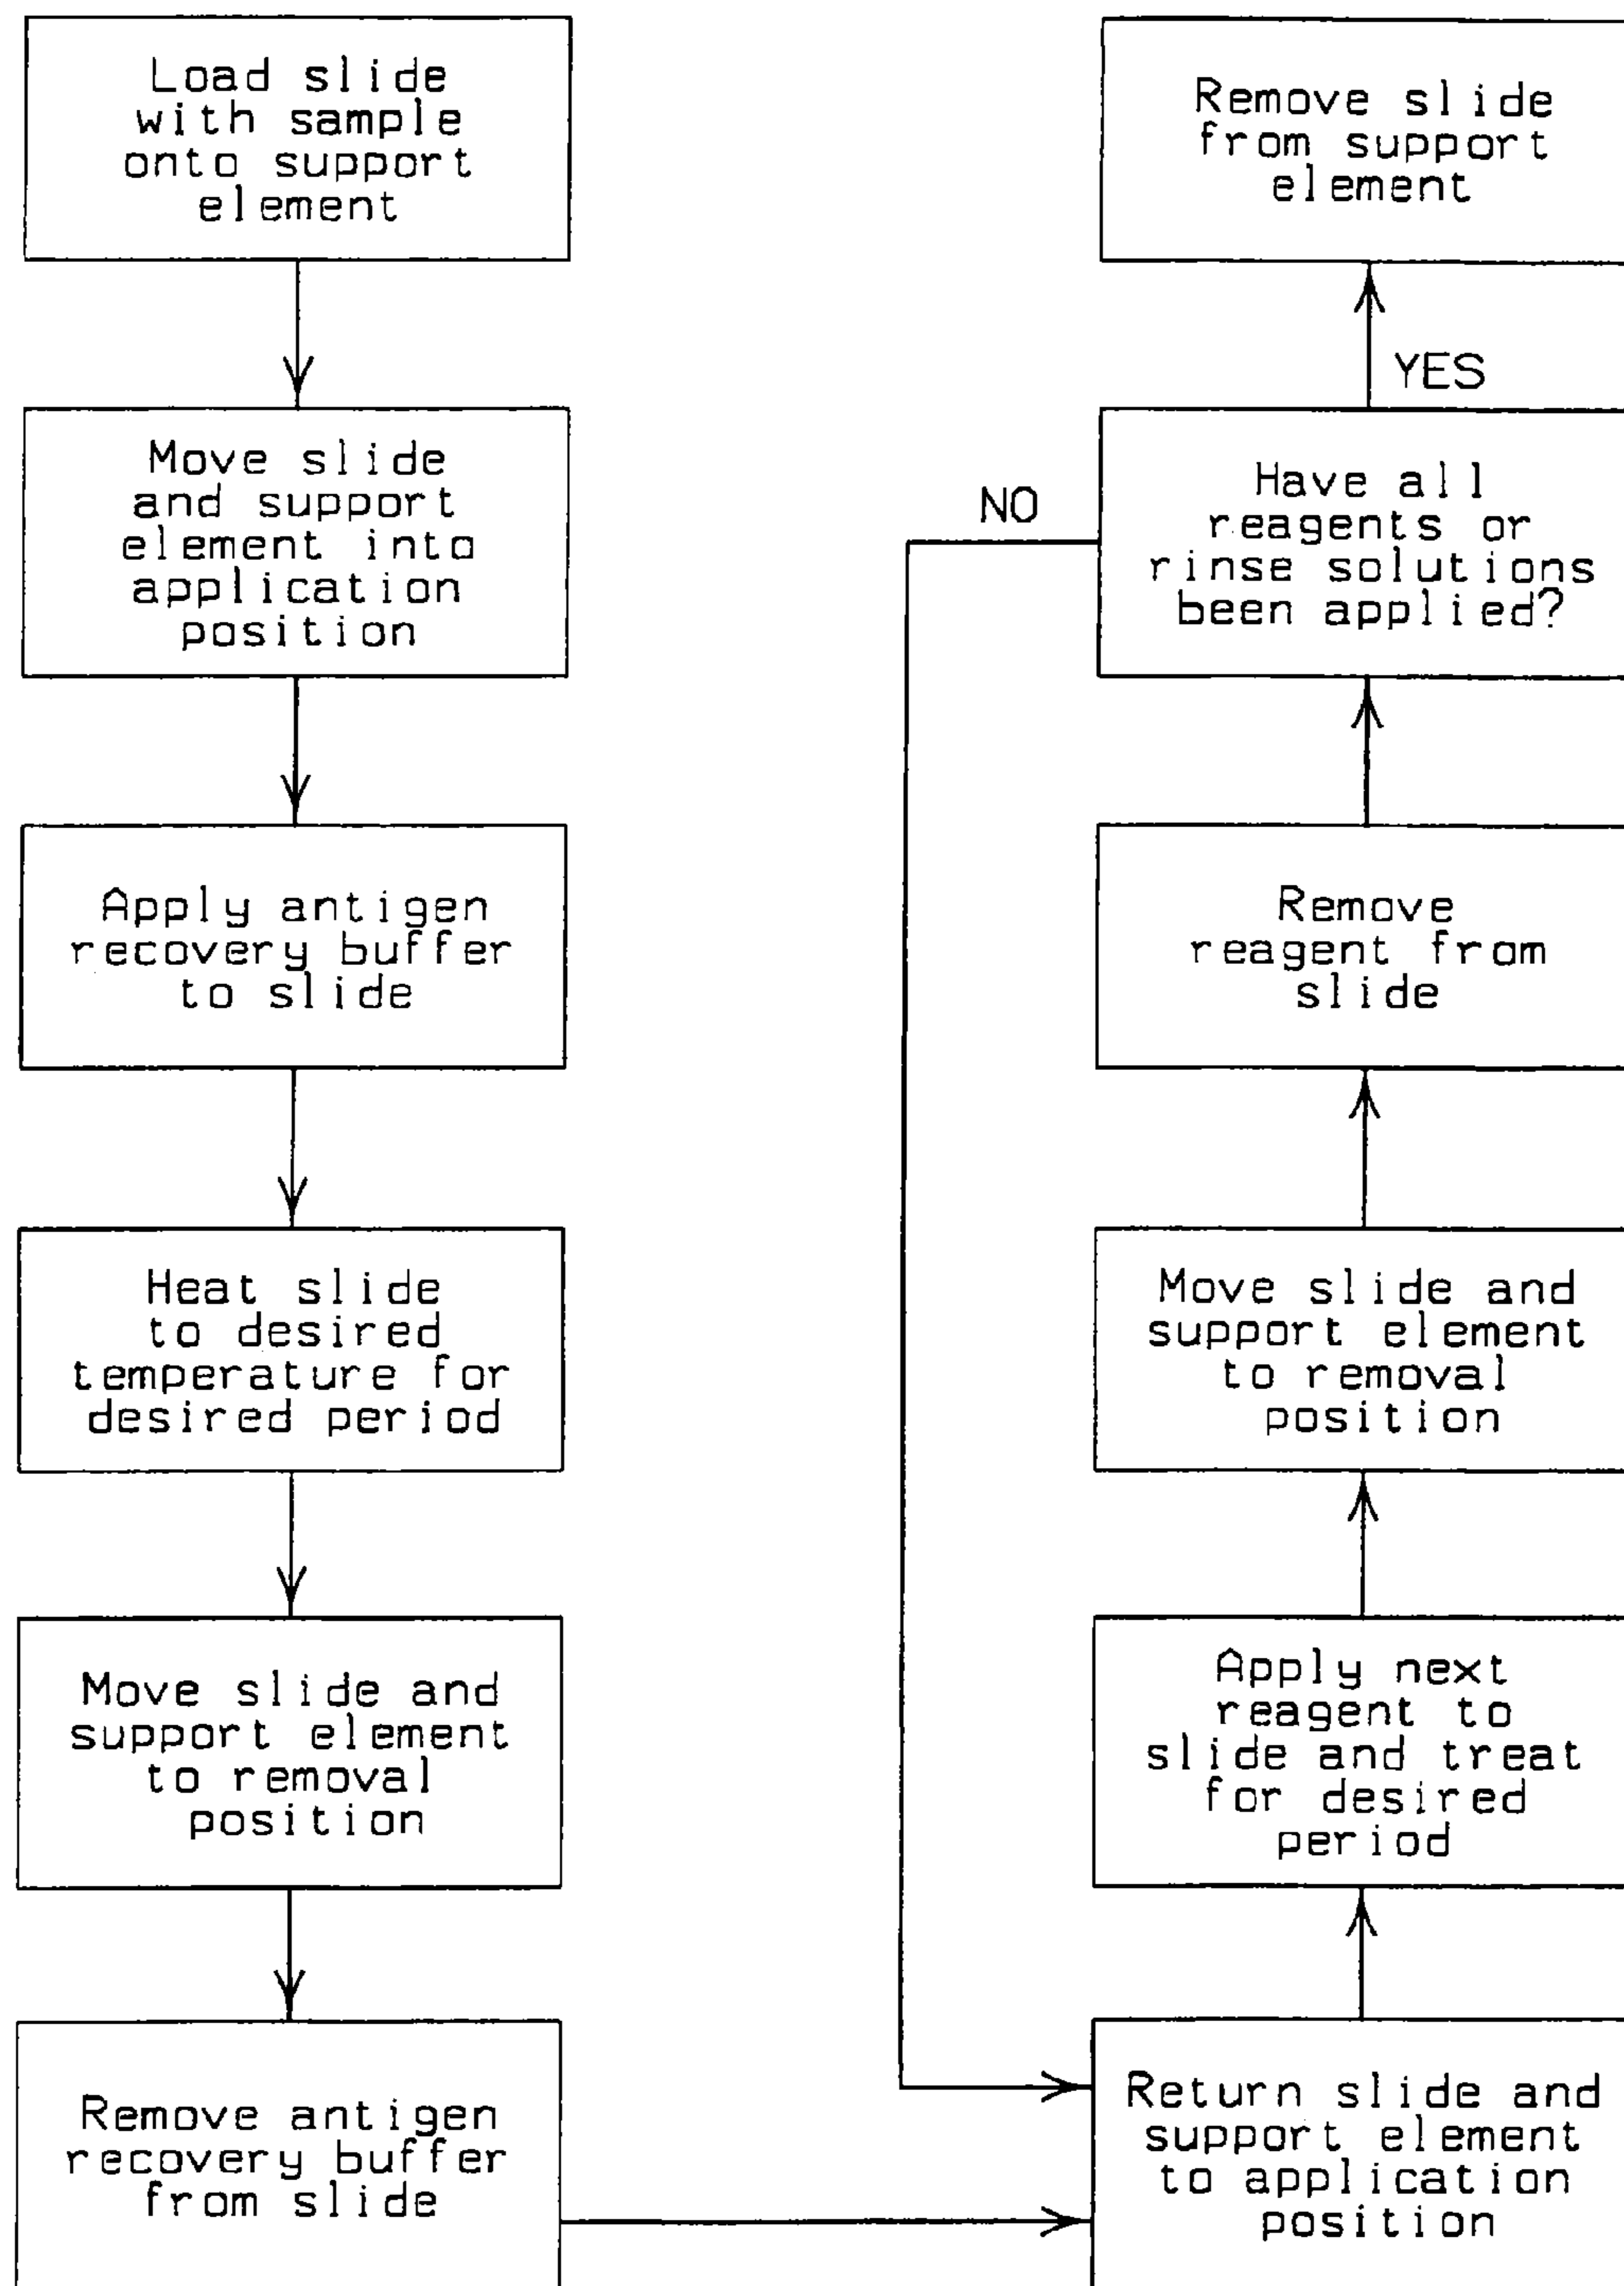 Load slide
with sample
onto support
element
Move slide
and support
element into
application
position
Apply antigen
recovery buffer
to slide
Heat slide
to desired
temperature for
desired period
Move slide and
support element
to removal
position
Remove antigen
recovery buffer
from slide
Return slide and
support element
to application
position
Apply next
reagent to
slide and treat
for desired
period
Move slide and
support element
to removal
position
Remove
reagent from
slide
Have all
reagents or
rinse solutions
been applied?
NO
YES
Remove slide
from support
element